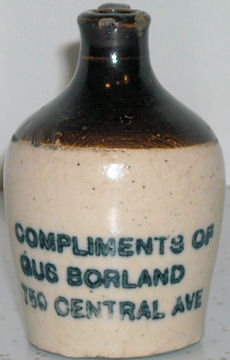 COMPLIMENTS OF
GUS BORLAND
750 CENTRAL AVE